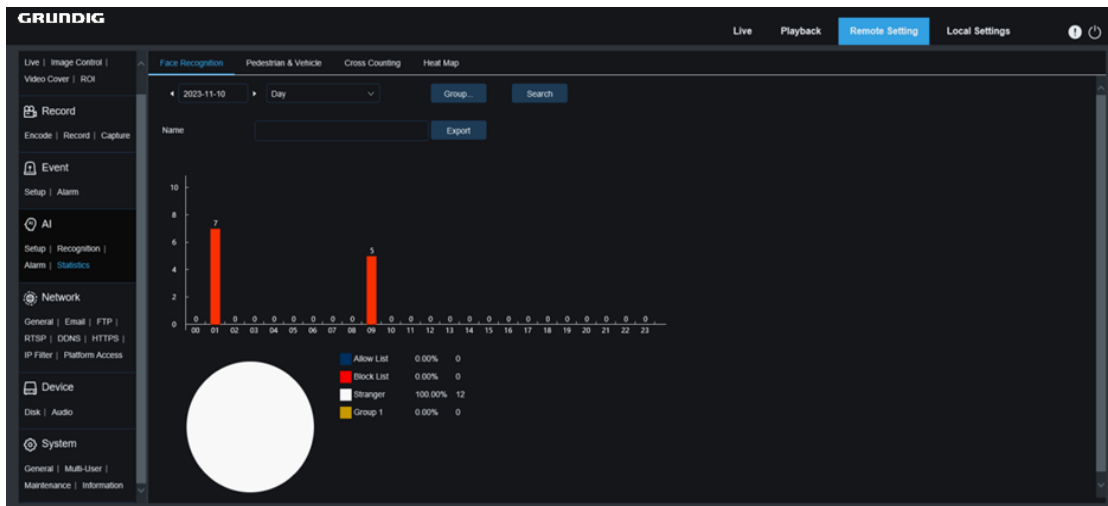 GRUNDIG
Live Playback Remote Setting Local Settings
Live | Image Control |
Video Cover | ROI
Record
Encode | Record | Capture
Event
Setup | Alarm
AI
Setup | Recognition |
Alarm | Statistics
Network
General | Email | FTP |
RTSP | DDNS | HTTPS |
IP Filter | Platform Access
Device
Disk | Audio
System
General | Multi-User |
Maintenance | Information
Face Recognition Pedestrian & Vehicle Cross Counting Heat Map
2023-11-10 Day Group... Search
Name Export
10
8
7
6
5
4
2
0 0 0 0 0 0 0 0 0 0 0 0 0 0 0 0 0 0 0 0 0 0
0
00 01 02 03 04 05 06 07 08 09 10 11 12 13 14 15 16 17 18 19 20 21 22 23
Allow List 0.00% 0
Block List 0.00% 0
Stranger 100.00% 12
Group 1 0.00% 0